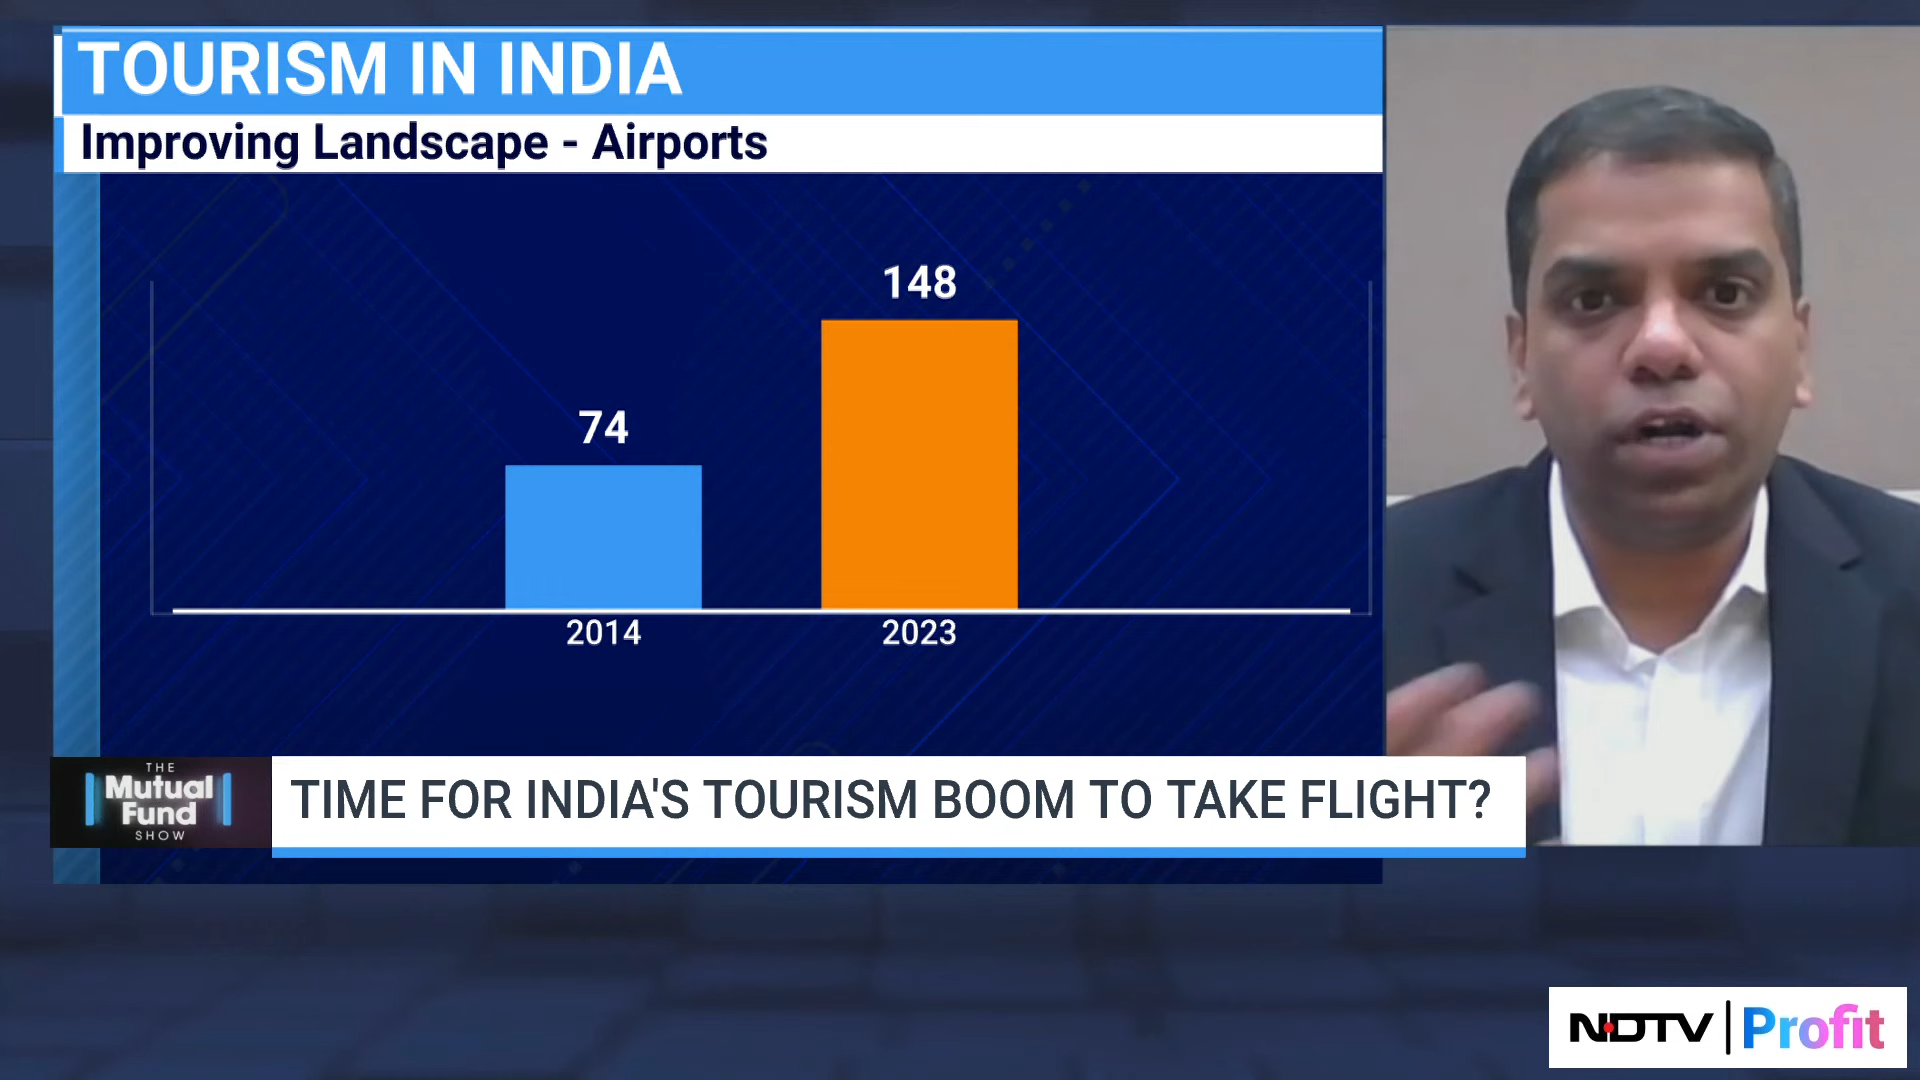 TOURISM IN INDIA
Improving Landscape - Airports
148
74
2014
2023
THE
Mutual
Fund
SHOW
TIME FOR INDIA'S TOURISM BOOM TO TAKE FLIGHT?
NDTV Profit